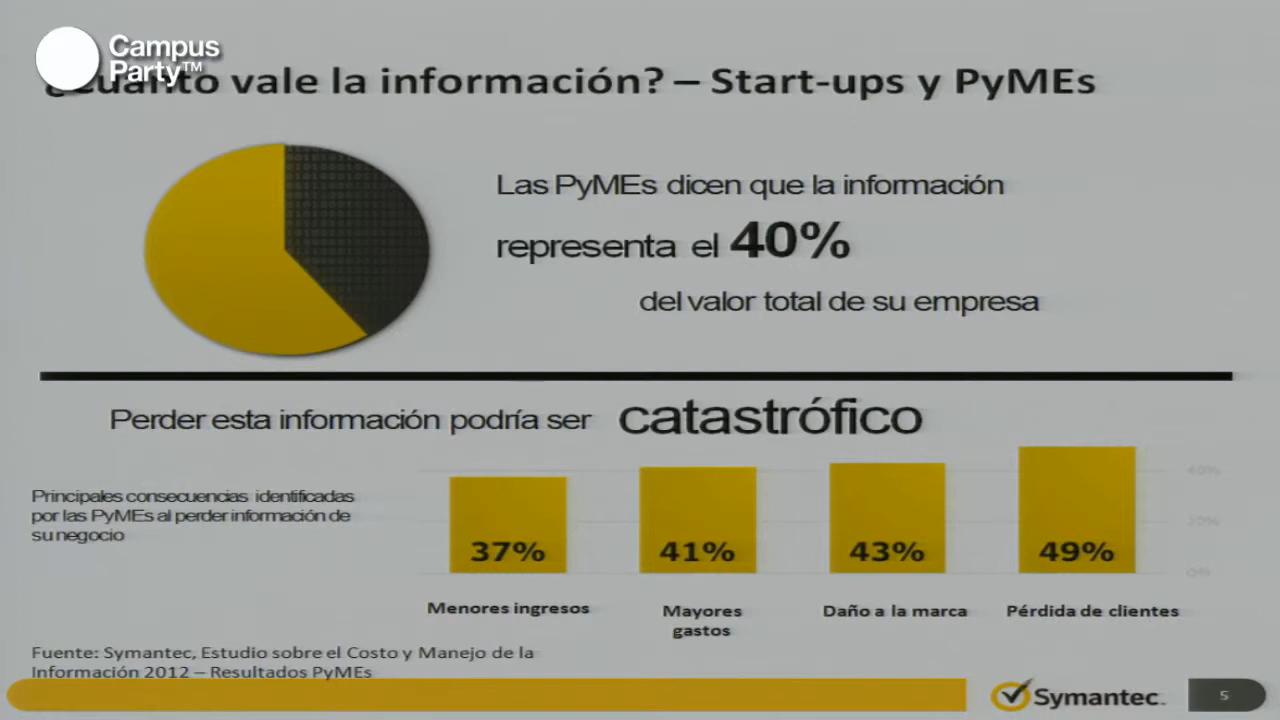 Campus
Party™
¿Cuánto vale la información? – Start-ups y PyMEs
Las PyMEs dicen que la información
representa el 40%
del valor total de su empresa
Perder esta información podría ser catastrófico
Principales consecuencias identificadas
por las PyMEs al perder información de
su negocio
40%
20%
0%
37%
41%
43%
49%
Menores ingresos
Mayores
gastos
Daño a la marca
Pérdida de clientes
Fuente: Symantec, Estudio sobre el Costo y Manejo de la
Información 2012 – Resultados PyMEs
Symantec.
5